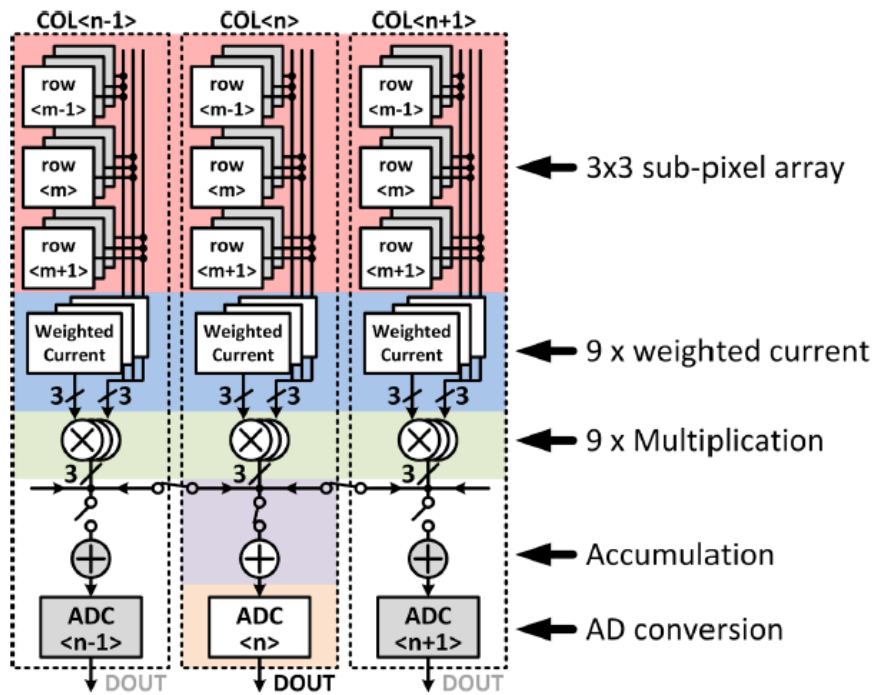 COL<n-1> COL<n> COL<n+1>
row <m-1> row <m-1> row <m-1>
row <m> row <m> row <m>
3x3 sub-pixel array
row <m+1> row <m+1> row <m+1>
Weighted Current Weighted Current Weighted Current
9 x weighted current
3 3 3 3 3 3
9 x Multiplication
3 3 3
Accumulation
ADC <n-1> ADC <n> ADC <n+1>
AD conversion
DOUT DOUT DOUT